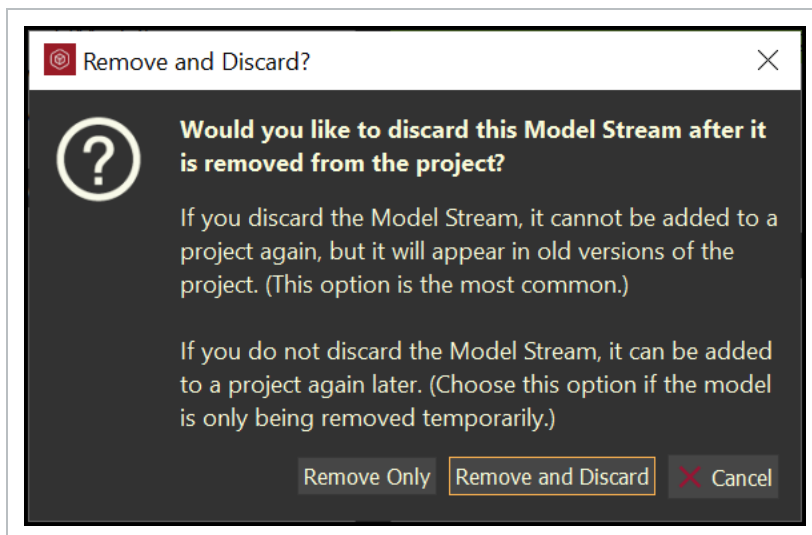 Remove and Discard?
Would you like to discard this Model Stream after it
is removed from the project?
If you discard the Model Stream, it cannot be added to a
project again, but it will appear in old versions of the
project. (This option is the most common.)
If you do not discard the Model Stream, it can be added
to a project again later. (Choose this option if the model
is only being removed temporarily.)
Remove Only Remove and Discard Cancel